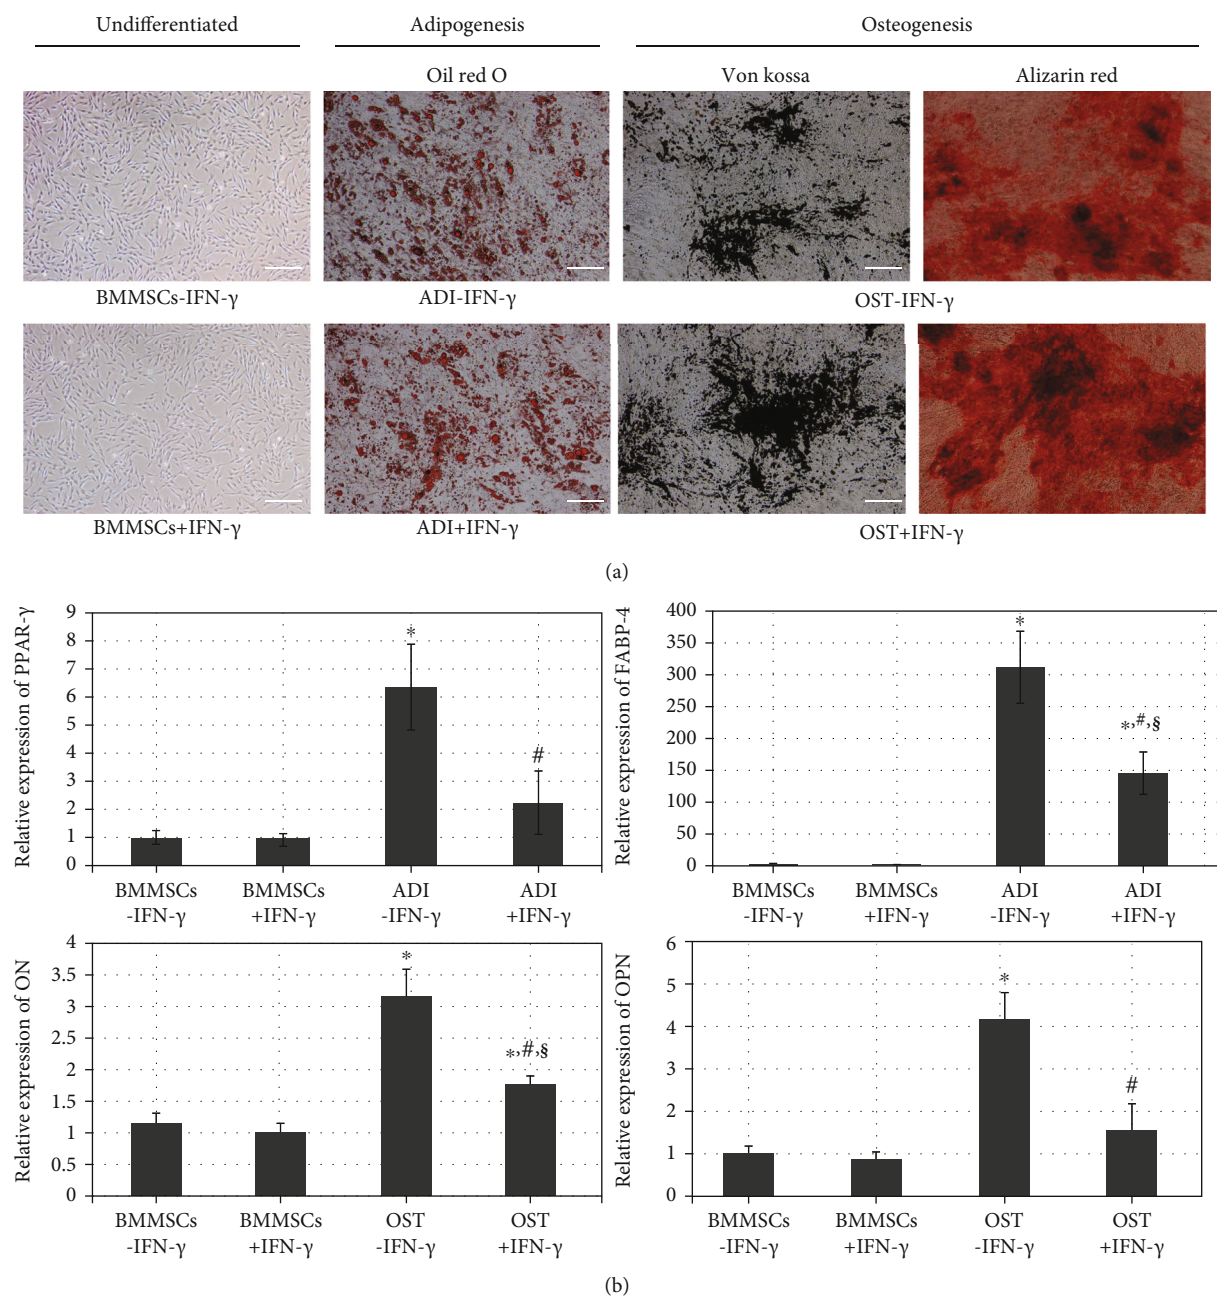 Undifferentiated Adipogenesis Osteogenesis
Oil red O Von kossa Alizarin red
BMMSCs-IFN-γ ADI-IFN-γ OST-IFN-γ
BMMSCs+IFN-γ ADI+IFN-γ OST+IFN-γ
(a)
Relative expression of PPAR-γ
9
8
7
6
5
4
3
2
1
0
*
#
BMMSCs BMMSCs ADI ADI
-IFN-γ +IFN-γ -IFN-γ +IFN-γ
Relative expression of FABP-4
400
350
300
250
200
150
100
50
0
*
*,#,§
BMMSCs BMMSCs ADI ADI
-IFN-γ +IFN-γ -IFN-γ +IFN-γ
Relative expression of ON
4
3.5
3
2.5
2
1.5
1
0.5
0
*
*,#,§
BMMSCs BMMSCs OST OST
-IFN-γ +IFN-γ -IFN-γ +IFN-γ
Relative expression of OPN
6
5
4
3
2
1
0
*
#
BMMSCs BMMSCs OST OST
-IFN-γ +IFN-γ -IFN-γ +IFN-γ
(b)